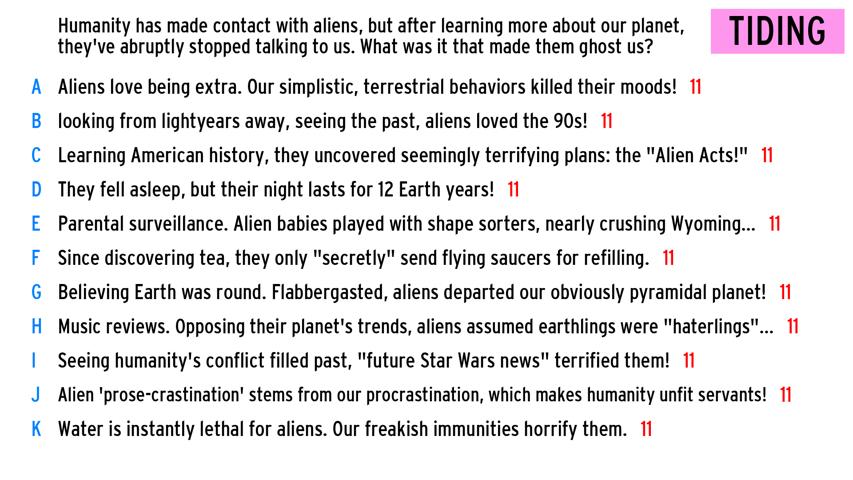 Humanity has made contact with aliens, but after learning more about our planet,
they've abruptly stopped talking to us. What was it that made them ghost us?
TIDING
A Aliens love being extra. Our simplistic, terrestrial behaviors killed their moods! 11
B looking from lightyears away, seeing the past, aliens loved the 90s! 11
C Learning American history, they uncovered seemingly terrifying plans: the "Alien Acts!" 11
D They fell asleep, but their night lasts for 12 Earth years! 11
E Parental surveillance. Alien babies played with shape sorters, nearly crushing Wyoming... 11
F Since discovering tea, they only "secretly" send flying saucers for refilling. 11
G Believing Earth was round. Flabbergasted, aliens departed our obviously pyramidal planet! 11
H Music reviews. Opposing their planet's trends, aliens assumed earthlings were "haterlings"... 11
I Seeing humanity's conflict filled past, "future Star Wars news" terrified them! 11
J Alien 'prose-crastination' stems from our procrastination, which makes humanity unfit servants! 11
K Water is instantly lethal for aliens. Our freakish immunities horrify them. 11